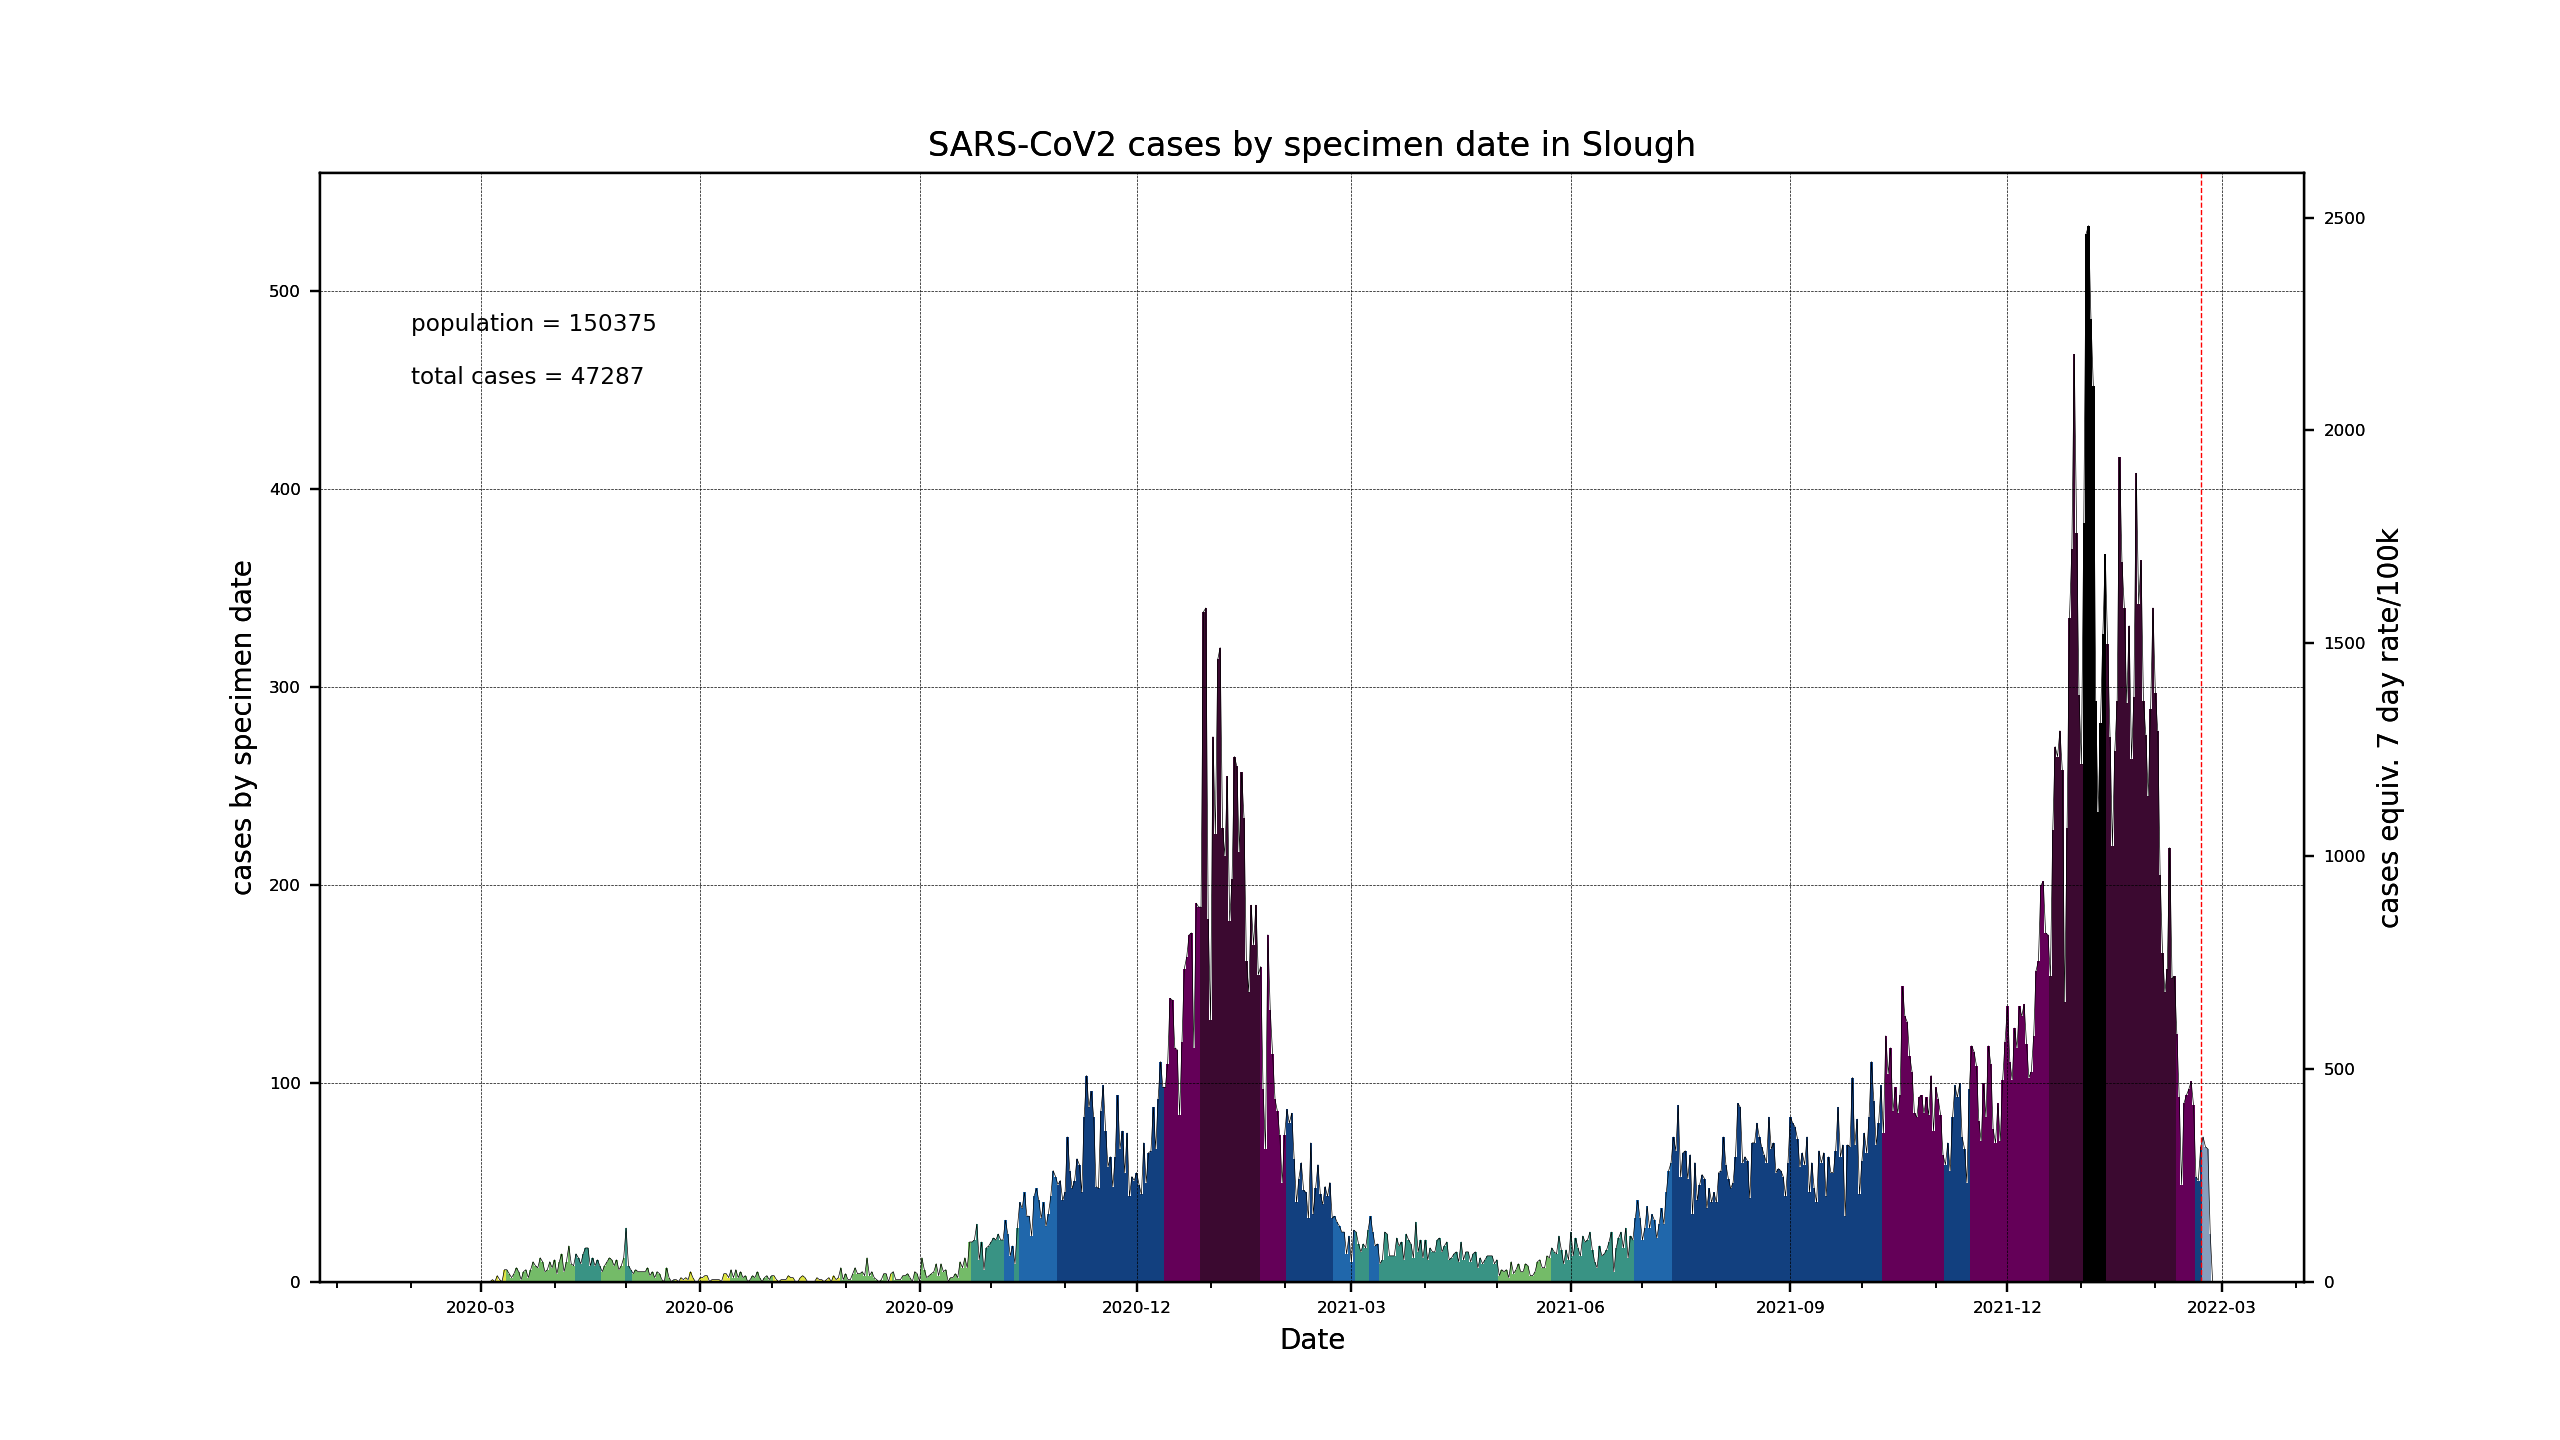 SARS-CoV2 cases by specimen date in Slough
population = 150375
total cases = 47287
cases by specimen date
500
400
300
200
100
0
2500
2000
1500
1000
500
0
cases equiv. 7 day rate/100k
2020-03 2020-06 2020-09 2020-12 2021-03 2021-06 2021-09 2021-12 2022-03
Date